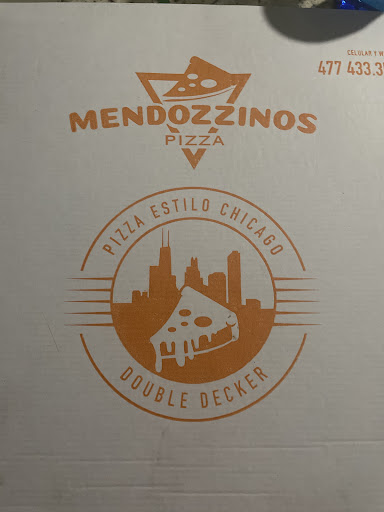 CELULAR Y
477 433.3
MENDOZZINOS
PIZZA
PIZZA ESTILO CHICAGO
DOUBLE DECKER